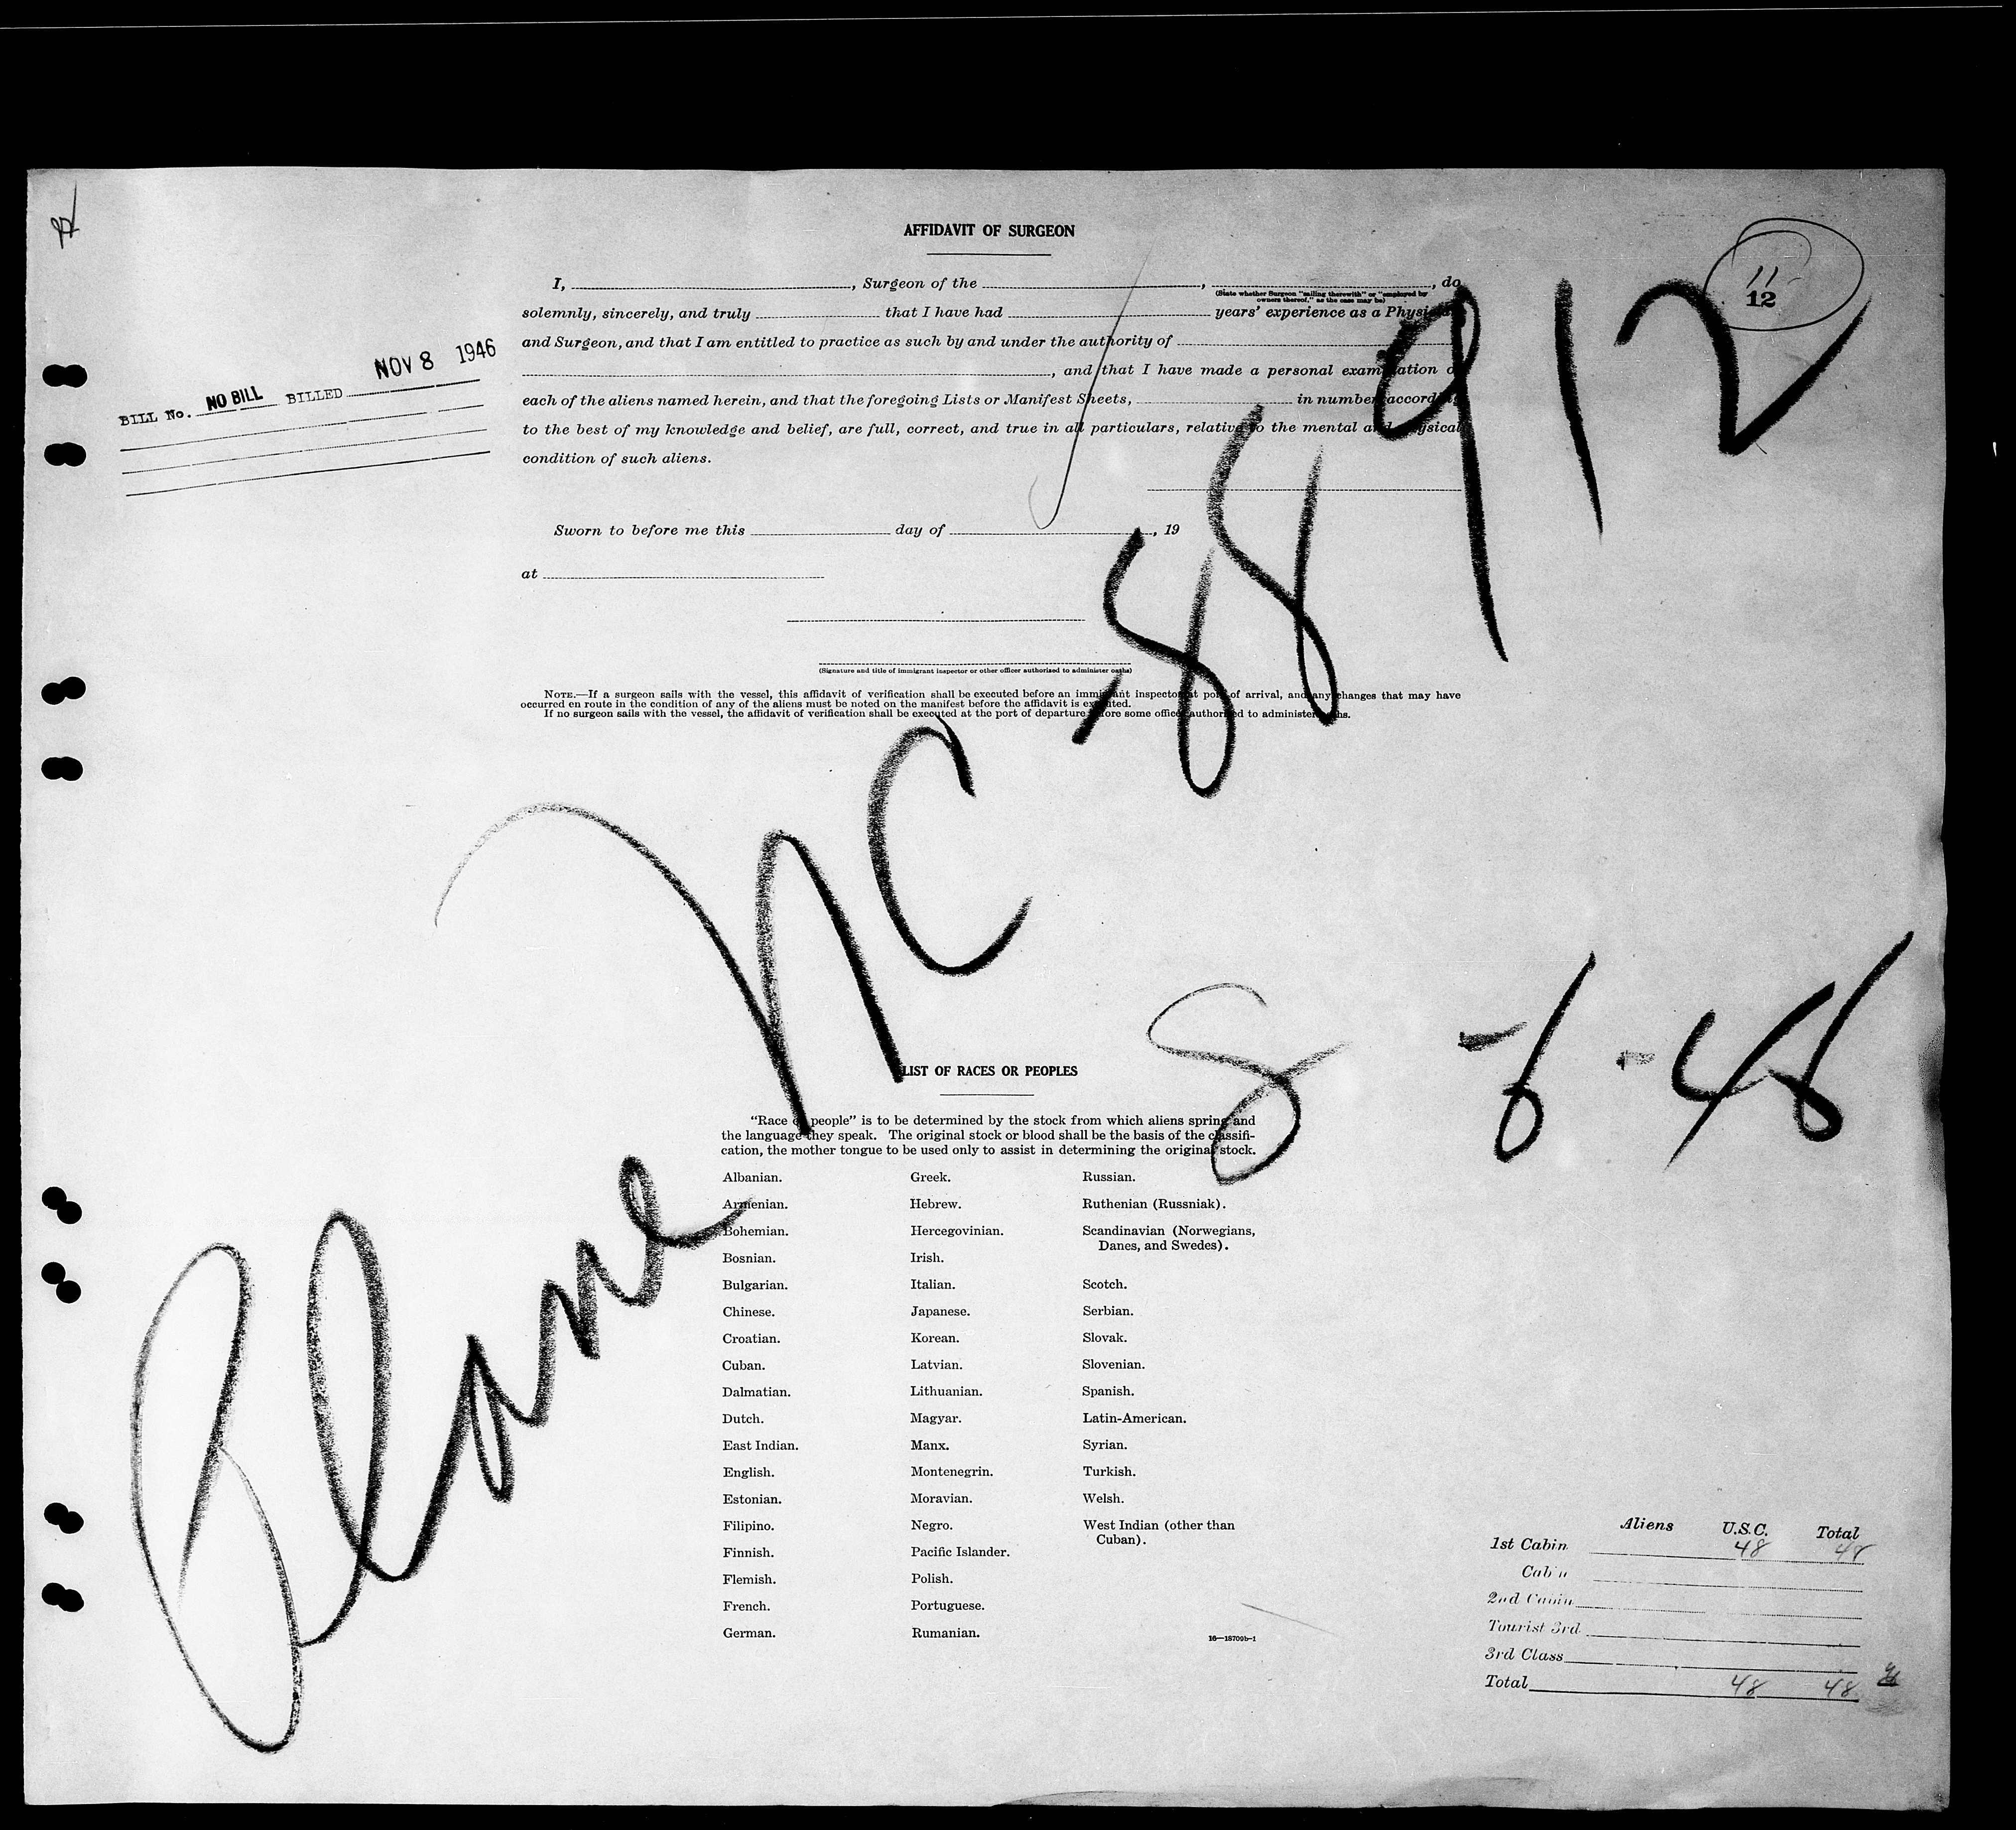 AFFIDAVIT OF SURGEON
11
12
I, , Surgeon of the , , do
(State whether Surgeon "sailing therewith" or "employed by
owners thereof," as the case may be)
solemnly, sincerely, and truly that I have had years' experience as a Physician
and Surgeon, and that I am entitled to practice as such by and under the authority of
, and that I have made a personal examination of
each of the aliens named herein, and that the foregoing Lists or Manifest Sheets, in number, according
to the best of my knowledge and belief, are full, correct, and true in all particulars, relative to the mental and physical
condition of such aliens.
BILL No. NO BILL BILLED NOV 8 1946
Sworn to before me this day of , 19
at
(Signature and title of immigrant inspector or other officer authorized to administer oaths)
NOTE.—If a surgeon sails with the vessel, this affidavit of verification shall be executed before an immigrant inspector at port of arrival, and any changes that may have
occurred en route in the condition of any of the aliens must be noted on the manifest before the affidavit is executed.
If no surgeon sails with the vessel, the affidavit of verification shall be executed at the port of departure before some officer authorized to administer oaths.
Plane NC-88912
8-6-48
LIST OF RACES OR PEOPLES
"Race or people" is to be determined by the stock from which aliens spring and
the language they speak. The original stock or blood shall be the basis of the classifi-
cation, the mother tongue to be used only to assist in determining the original stock.
Albanian.
Armenian.
Bohemian.
Bosnian.
Bulgarian.
Chinese.
Croatian.
Cuban.
Dalmatian.
Dutch.
East Indian.
English.
Estonian.
Filipino.
Finnish.
Flemish.
French.
German.
Greek.
Hebrew.
Hercegovinian.
Irish.
Italian.
Japanese.
Korean.
Latvian.
Lithuanian.
Magyar.
Manx.
Montenegrin.
Moravian.
Negro.
Pacific Islander.
Polish.
Portuguese.
Rumanian.
Russian.
Ruthenian (Russniak).
Scandinavian (Norwegians,
Danes, and Swedes).
Scotch.
Serbian.
Slovak.
Slovenian.
Spanish.
Latin-American.
Syrian.
Turkish.
Welsh.
West Indian (other than
Cuban).
16—18709b-1
Aliens U.S.C. Total
1st Cabin 48 48
Cabin
2nd Cabin
Tourist 3rd
3rd Class
Total 48 48